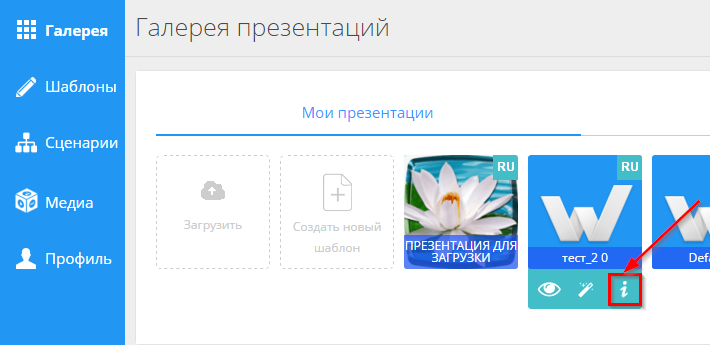 Галерея
Шаблоны
Сценарии
Медиа
Профиль
Галерея презентаций
Мои презентации
Загрузить
Создать новый
шаблон
RU
ПРЕЗЕНТАЦИЯ ДЛЯ
ЗАГРУЗКИ
RU
тест_2 0
Defa